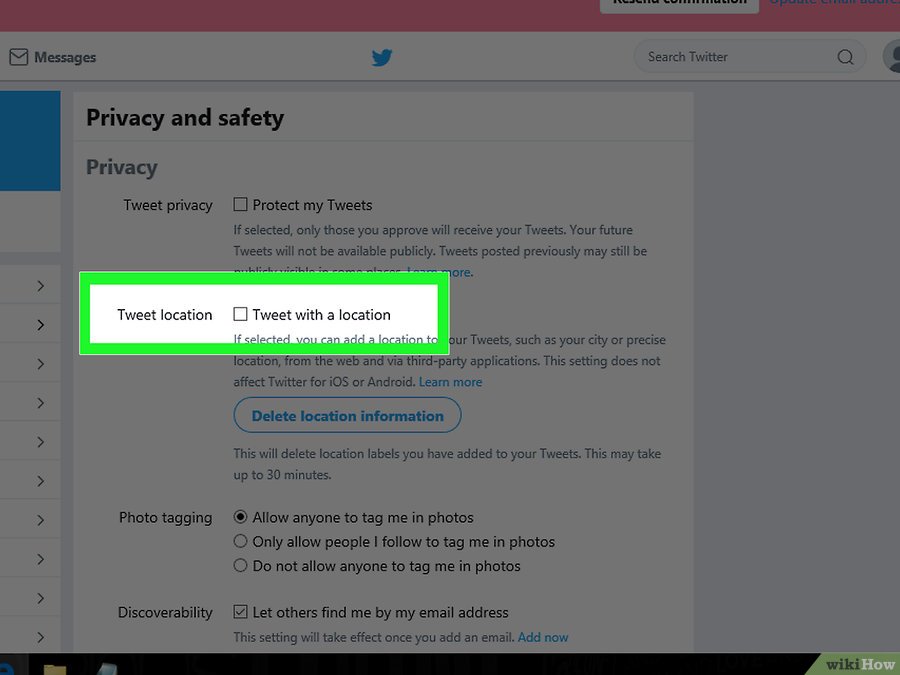 Resend confirmation
Update email addre
Messages
Search Twitter
Privacy and safety
Privacy
Tweet privacy
Protect my Tweets
If selected, only those you approve will receive your Tweets. Your future
Tweets will not be available publicly. Tweets posted previously may still be
publicly visible in some places. Learn more.
Tweet location
Tweet with a location
If selected, you can add a location to your Tweets, such as your city or precise
location, from the web and via third-party applications. This setting does not
affect Twitter for iOS or Android. Learn more
Delete location information
This will delete location labels you have added to your Tweets. This may take
up to 30 minutes.
Photo tagging
Allow anyone to tag me in photos
Only allow people I follow to tag me in photos
Do not allow anyone to tag me in photos
Discoverability
Let others find me by my email address
This setting will take effect once you add an email. Add now
wikiHow